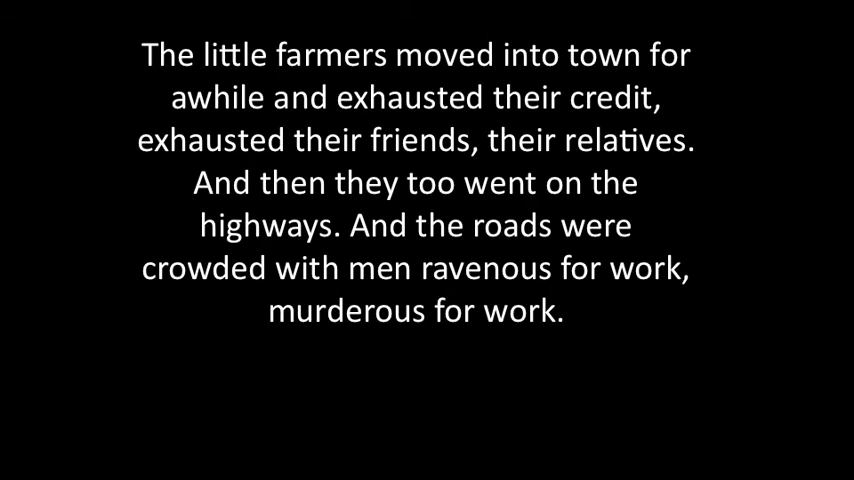 The little farmers moved into town for
awhile and exhausted their credit,
exhausted their friends, their relatives.
And then they too went on the
highways. And the roads were
crowded with men ravenous for work,
murderous for work.